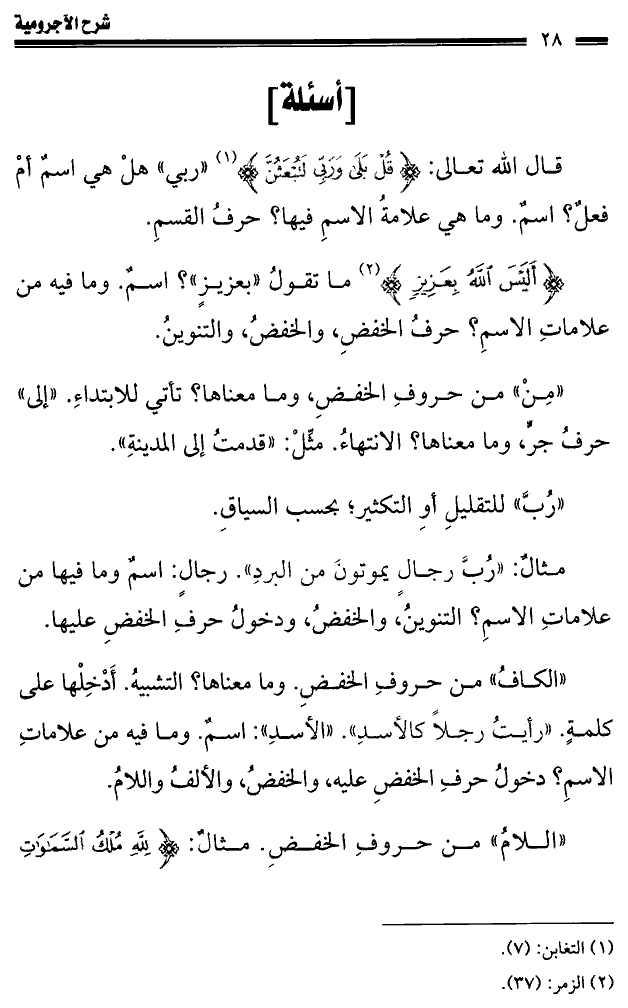 شرح الآجرومية
٢٨
[أسئلة]
قال الله تعالى: ﴿قُلْ بَلَى وَرَبِّي لَتُبْعَثُنَّ﴾(١) «ربي» هلْ هي اسمٌ أمْ
فعلٌ؟ اسمٌ. وما هي علامةُ الاسمِ فيها؟ حرفُ القسمِ.
﴿أَلَيْسَ اللَّهُ بِعَزِيزٍ﴾(٢) ما تقولُ «بعزيزٍ»؟ اسمٌ. وما فيه من
علاماتِ الاسمِ؟ حرفُ الخفضِ، والخفضُ، والتنوينُ.
«مِنْ» من حروفِ الخفضِ، وما معناها؟ تأتي للابتداءِ. «إلى»
حرفُ جرٍّ، وما معناها؟ الانتهاءُ. مثِّلْ: «قدمتُ إلى المدينةِ».
«رُبَّ» للتقليلِ أوِ التكثيرِ؛ بحسب السياقِ.
مثالٌ: «رُبَّ رجالٍ يموتونَ من البردِ». رجالٍ: اسمٌ وما فيها من
علاماتِ الاسمِ؟ التنوينُ، والخفضُ، ودخولُ حرفِ الخفضِ عليها.
«الكافُ» من حروفِ الخفضِ. وما معناها؟ التشبيهُ. أَدْخِلْها على
كلمةٍ. «رأيتُ رجلاً كالأسدِ». «الأسدِ»: اسمٌ. وما فيه من علاماتِ
الاسمِ؟ دخولُ حرفِ الخفضِ عليه، والخفضُ، والألفُ واللامُ.
«اللامُ» من حروفِ الخفضِ. مثالٌ: ﴿لِلَّهِ مُلْكُ السَّمَاوَاتِ
(١) التغابن: (٧).
(٢) الزمر: (٣٧).